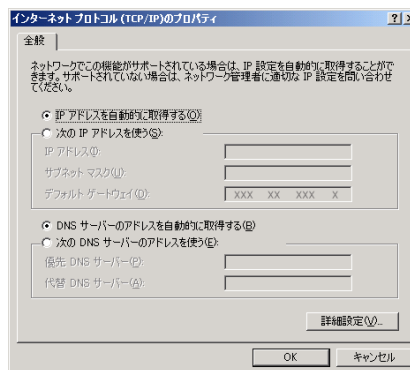 インターネット プロトコル (TCP/IP)のプロパティ
全般
ネットワークでこの機能がサポートされている場合は、IP 設定を自動的に取得することがで
きます。サポートされていない場合は、ネットワーク管理者に適切な IP 設定を問い合わせ
てください。
IP アドレスを自動的に取得する(O)
次の IP アドレスを使う(S):
IP アドレス(I):
サブネット マスク(U):
デフォルト ゲートウェイ(D):
XXX XX XXX X
DNS サーバーのアドレスを自動的に取得する(B)
次の DNS サーバーのアドレスを使う(E):
優先 DNS サーバー(P):
代替 DNS サーバー(A):
詳細設定(V)...
OK
キャンセル